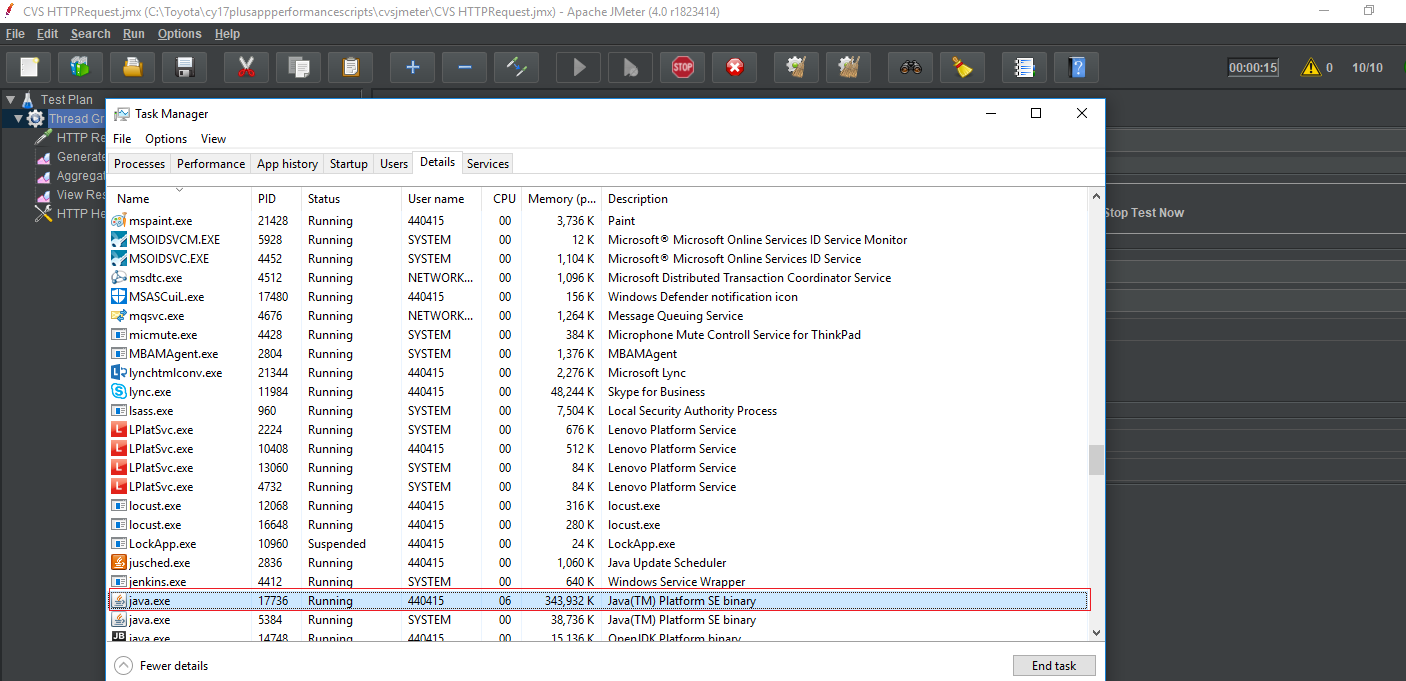 CVS HTTPRequest.jmx (C:\Toyota\cy17plusappperformancescripts\cvsjmeter\CVS HTTPRequest.jmx) - Apache JMeter (4.0 r1823414)
File Edit Search Run Options Help
STOP 00:00:15 0 10/10
Test Plan
Thread Gr
HTTP Re
Generate
Aggregat
View Res
HTTP He
Stop Test Now
Task Manager
File Options View
Processes Performance App history Startup Users Details Services
Name PID Status User name CPU Memory (p... Description
mspaint.exe 21428 Running 440415 00 3,736 K Paint
MSOIDSVCM.EXE 5928 Running SYSTEM 00 12 K Microsoft® Microsoft Online Services ID Service Monitor
MSOIDSVC.EXE 4452 Running SYSTEM 00 1,104 K Microsoft® Microsoft Online Services ID Service
msdtc.exe 4512 Running NETWORK... 00 1,096 K Microsoft Distributed Transaction Coordinator Service
MSASCuiL.exe 17480 Running 440415 00 156 K Windows Defender notification icon
mqsvc.exe 4676 Running NETWORK... 00 1,264 K Message Queuing Service
micmute.exe 4428 Running SYSTEM 00 384 K Microphone Mute Controll Service for ThinkPad
MBAMAgent.exe 2804 Running SYSTEM 00 1,376 K MBAMAgent
lynchtmlconv.exe 21344 Running 440415 00 2,276 K Microsoft Lync
lync.exe 11984 Running 440415 00 48,244 K Skype for Business
lsass.exe 960 Running SYSTEM 00 7,504 K Local Security Authority Process
LPlatSvc.exe 2224 Running SYSTEM 00 676 K Lenovo Platform Service
LPlatSvc.exe 10408 Running 440415 00 512 K Lenovo Platform Service
LPlatSvc.exe 13060 Running SYSTEM 00 84 K Lenovo Platform Service
LPlatSvc.exe 4732 Running SYSTEM 00 84 K Lenovo Platform Service
locust.exe 12068 Running 440415 00 316 K locust.exe
locust.exe 16648 Running 440415 00 280 K locust.exe
LockApp.exe 10960 Suspended 440415 00 24 K LockApp.exe
jusched.exe 2836 Running 440415 00 1,060 K Java Update Scheduler
jenkins.exe 4412 Running SYSTEM 00 640 K Windows Service Wrapper
java.exe 17736 Running 440415 06 343,932 K Java(TM) Platform SE binary
java.exe 5384 Running SYSTEM 00 38,736 K Java(TM) Platform SE binary
JB java.exe 14748 Running 440415 00 15,136 K OpenJDK Platform binary
Fewer details End task